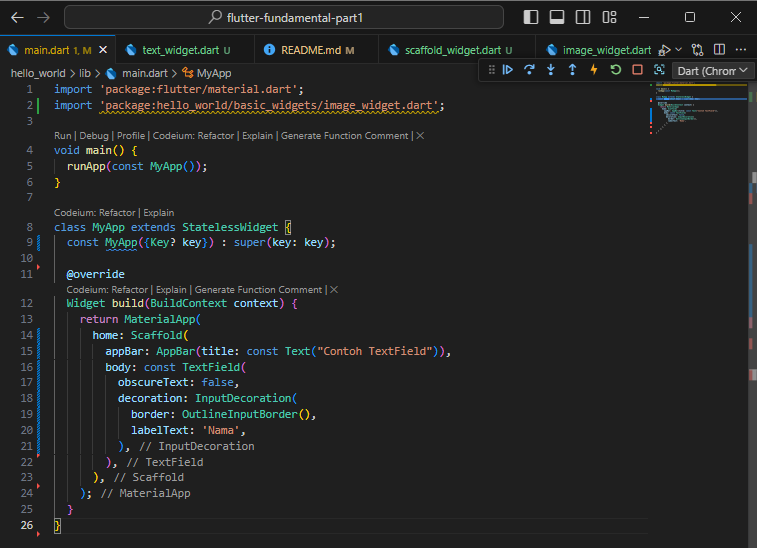 flutter-fundamental-part1
main.dart 1, M
text_widget.dart U
README.md M
scaffold_widget.dart U
image_widget.dart
hello_world > lib > main.dart > MyApp
Dart (Chrom
1 import 'package:flutter/material.dart';
2 import 'package:hello_world/basic_widgets/image_widget.dart';
3
Run | Debug | Profile | Codeium: Refactor | Explain | Generate Function Comment | ✕
4 void main() {
5 runApp(const MyApp());
6 }
7
Codeium: Refactor | Explain
8 class MyApp extends StatelessWidget {
9 const MyApp({Key? key}) : super(key: key);
10
11 @override
Codeium: Refactor | Explain | Generate Function Comment | ✕
12 Widget build(BuildContext context) {
13 return MaterialApp(
14 home: Scaffold(
15 appBar: AppBar(title: const Text("Contoh TextField")),
16 body: const TextField(
17 obscureText: false,
18 decoration: InputDecoration(
19 border: OutlineInputBorder(),
20 labelText: 'Nama',
21 ), // InputDecoration
22 ), // TextField
23 ), // Scaffold
24 ); // MaterialApp
25 }
26 }